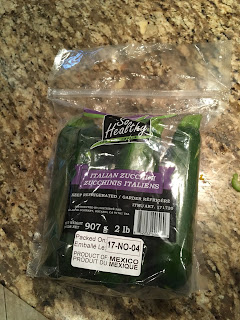 So
Healthy
ITALIAN ZUCCHINI
ZUCCHINIS ITALIENS
KEEP REFRIGERATED / GARDER RÉFRIGÉRÉ
907 g 2 lb
Packed On
Emballé Le
17-NO-04
PRODUCT OF MEXICO
PRODUIT DU MEXIQUE